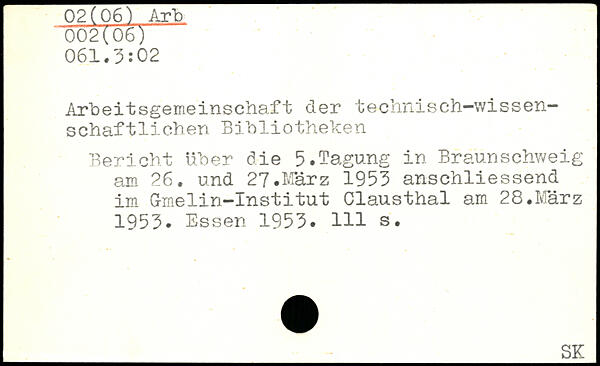 02(06) Arb
002(06)
061.3:02
Arbeitsgemeinschaft der technisch-wissen-
schaftlichen Bibliotheken
Bericht über die 5.Tagung in Braunschweig
am 26. und 27.März 1953 anschliessend
im Gmelin-Institut Clausthal am 28.März
1953. Essen 1953. 111 s.
SK